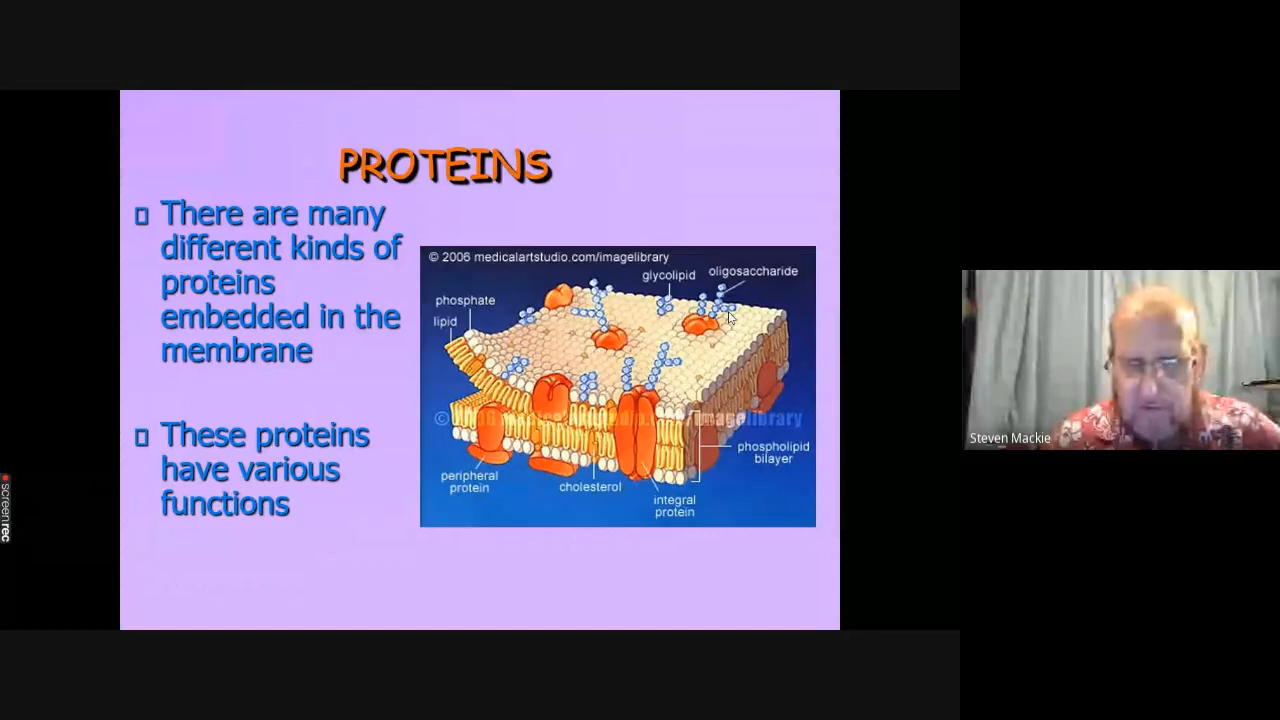 PROTEINS
There are many
different kinds of
proteins
embedded in the
membrane
These proteins
have various
functions
© 2006 medicalartstudio.com/imagelibrary
glycolipid
oligosaccharide
phosphate
lipid
imagelibrary
phospholipid
bilayer
peripheral
protein
cholesterol
integral
protein
Steven Mackie
screenrec